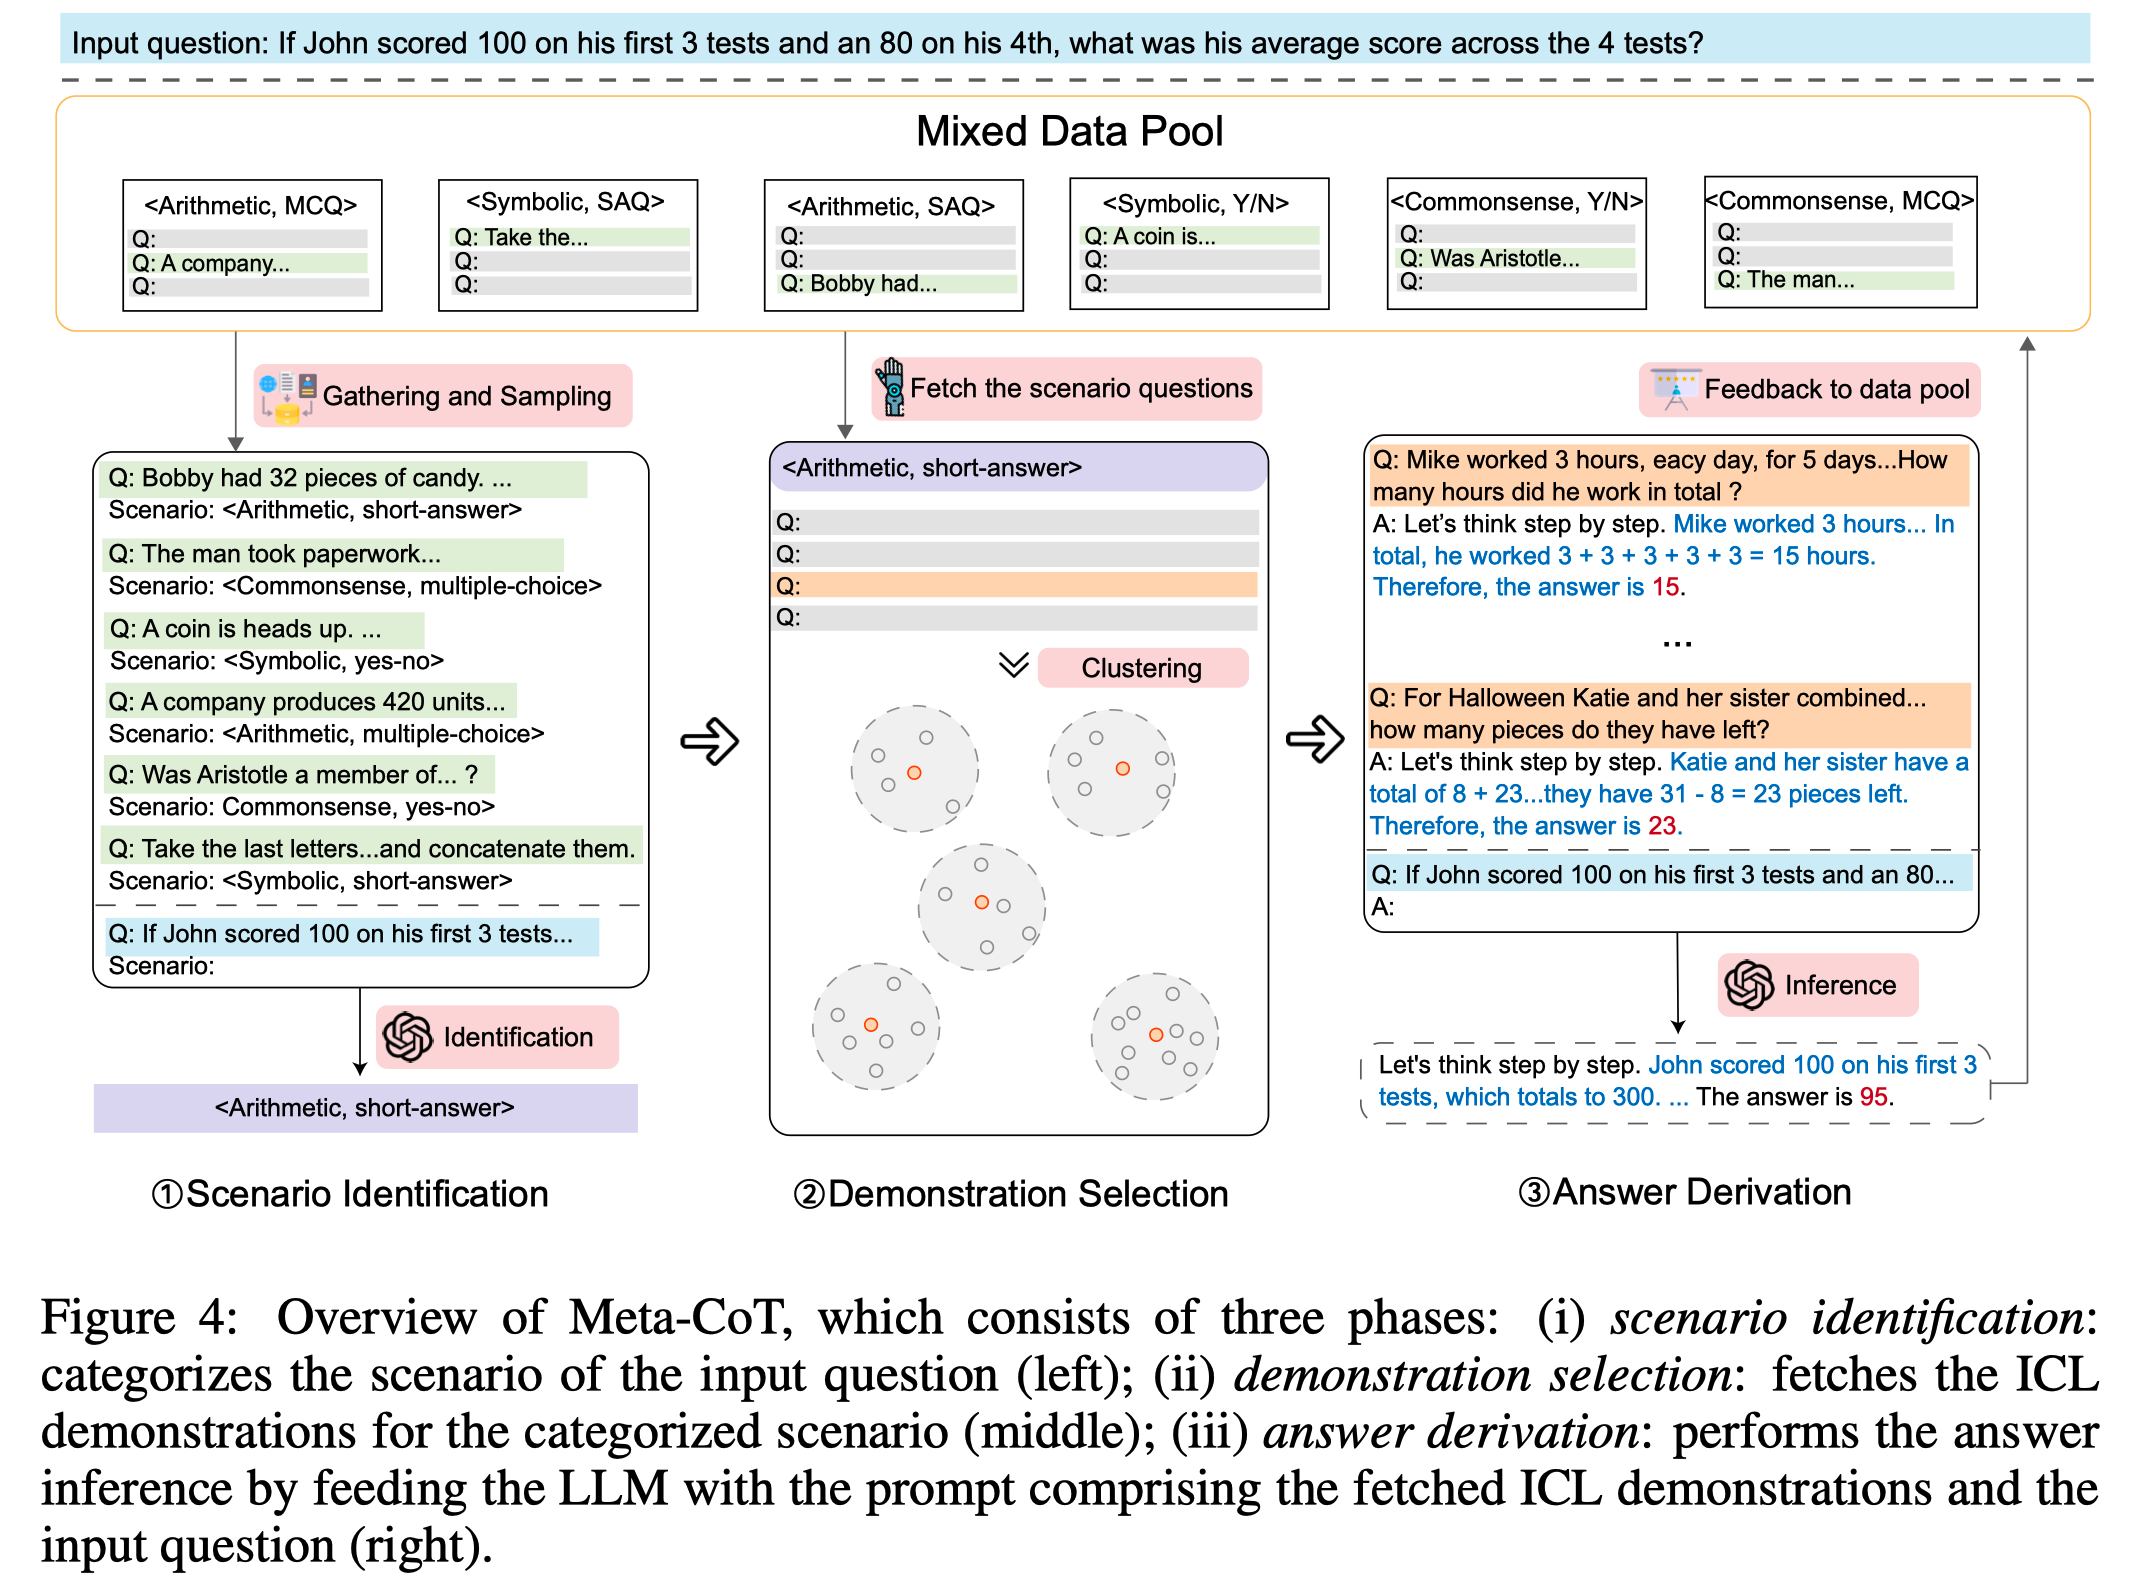 Input question: If John scored 100 on his first 3 tests and an 80 on his 4th, what was his average score across the 4 tests?
Mixed Data Pool
<Arithmetic, MCQ>
Q:
Q: A company...
Q:
<Symbolic, SAQ>
Q: Take the...
Q:
Q:
<Arithmetic, SAQ>
Q:
Q:
Q: Bobby had...
<Symbolic, Y/N>
Q: A coin is...
Q:
Q:
<Commonsense, Y/N>
Q:
Q: Was Aristotle...
Q:
<Commonsense, MCQ>
Q:
Q:
Q: The man...
Gathering and Sampling
Q: Bobby had 32 pieces of candy. ...
Scenario: <Arithmetic, short-answer>
Q: The man took paperwork...
Scenario: <Commonsense, multiple-choice>
Q: A coin is heads up. ...
Scenario: <Symbolic, yes-no>
Q: A company produces 420 units...
Scenario: <Arithmetic, multiple-choice>
Q: Was Aristotle a member of... ?
Scenario: Commonsense, yes-no>
Q: Take the last letters...and concatenate them.
Scenario: <Symbolic, short-answer>
Q: If John scored 100 on his first 3 tests...
Scenario:
Identification
<Arithmetic, short-answer>
①Scenario Identification
Fetch the scenario questions
<Arithmetic, short-answer>
Q:
Q:
Q:
Q:
Clustering
②Demonstration Selection
Feedback to data pool
Q: Mike worked 3 hours, eacy day, for 5 days...How
many hours did he work in total ?
A: Let's think step by step. Mike worked 3 hours... In
total, he worked 3 + 3 + 3 + 3 + 3 = 15 hours.
Therefore, the answer is 15.
...
Q: For Halloween Katie and her sister combined...
how many pieces do they have left?
A: Let's think step by step. Katie and her sister have a
total of 8 + 23...they have 31 - 8 = 23 pieces left.
Therefore, the answer is 23.
Q: If John scored 100 on his first 3 tests and an 80...
A:
Inference
Let's think step by step. John scored 100 on his first 3
tests, which totals to 300. ... The answer is 95.
③Answer Derivation
Figure 4: Overview of Meta-CoT, which consists of three phases: (i) scenario identification:
categorizes the scenario of the input question (left); (ii) demonstration selection: fetches the ICL
demonstrations for the categorized scenario (middle); (iii) answer derivation: performs the answer
inference by feeding the LLM with the prompt comprising the fetched ICL demonstrations and the
input question (right).